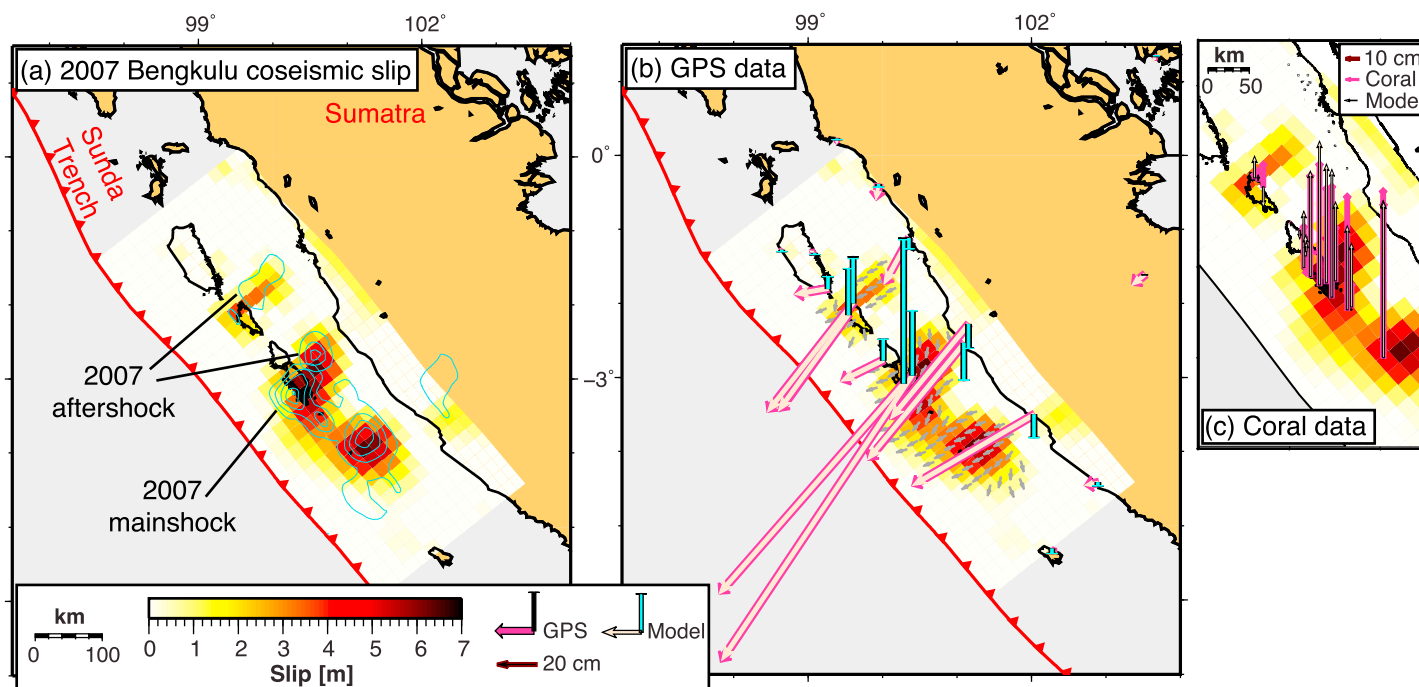 99° 102° 99° 102°
(a) 2007 Bengkulu coseismic slip
Sumatra
Sunda
Trench
2007
aftershock
2007
mainshock
(b) GPS data
0°
−3°
km
0 50
10 cm
Coral
Model
(c) Coral data
km
0 100
0 1 2 3 4 5 6 7
Slip [m]
GPS
Model
20 cm